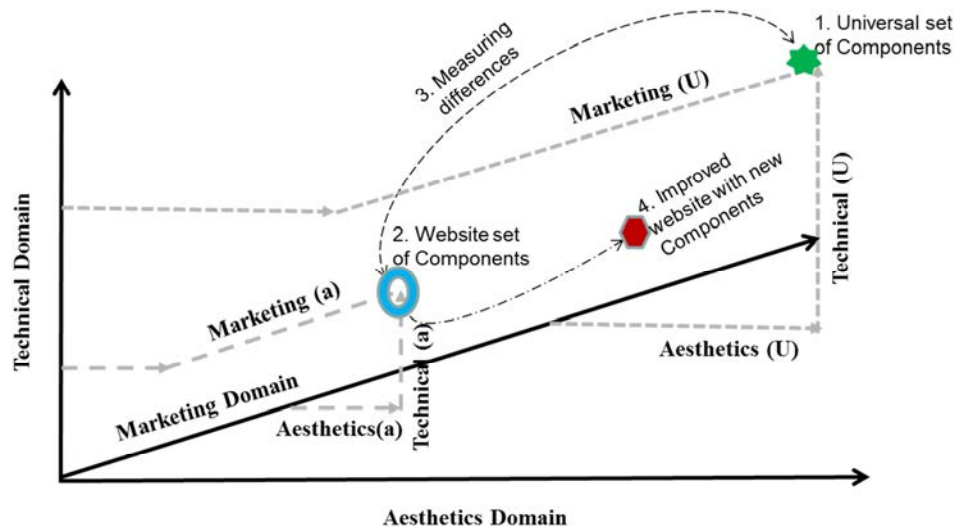 1. Universal set
of Components
3. Measuring
differences
Marketing (U)
Technical (U)
4. Improved
website with new
Components
2. Website set
of Components
Technical Domain
Marketing (a)
Technical (a)
Aesthetics (U)
Marketing Domain
Aesthetics(a)
Aesthetics Domain